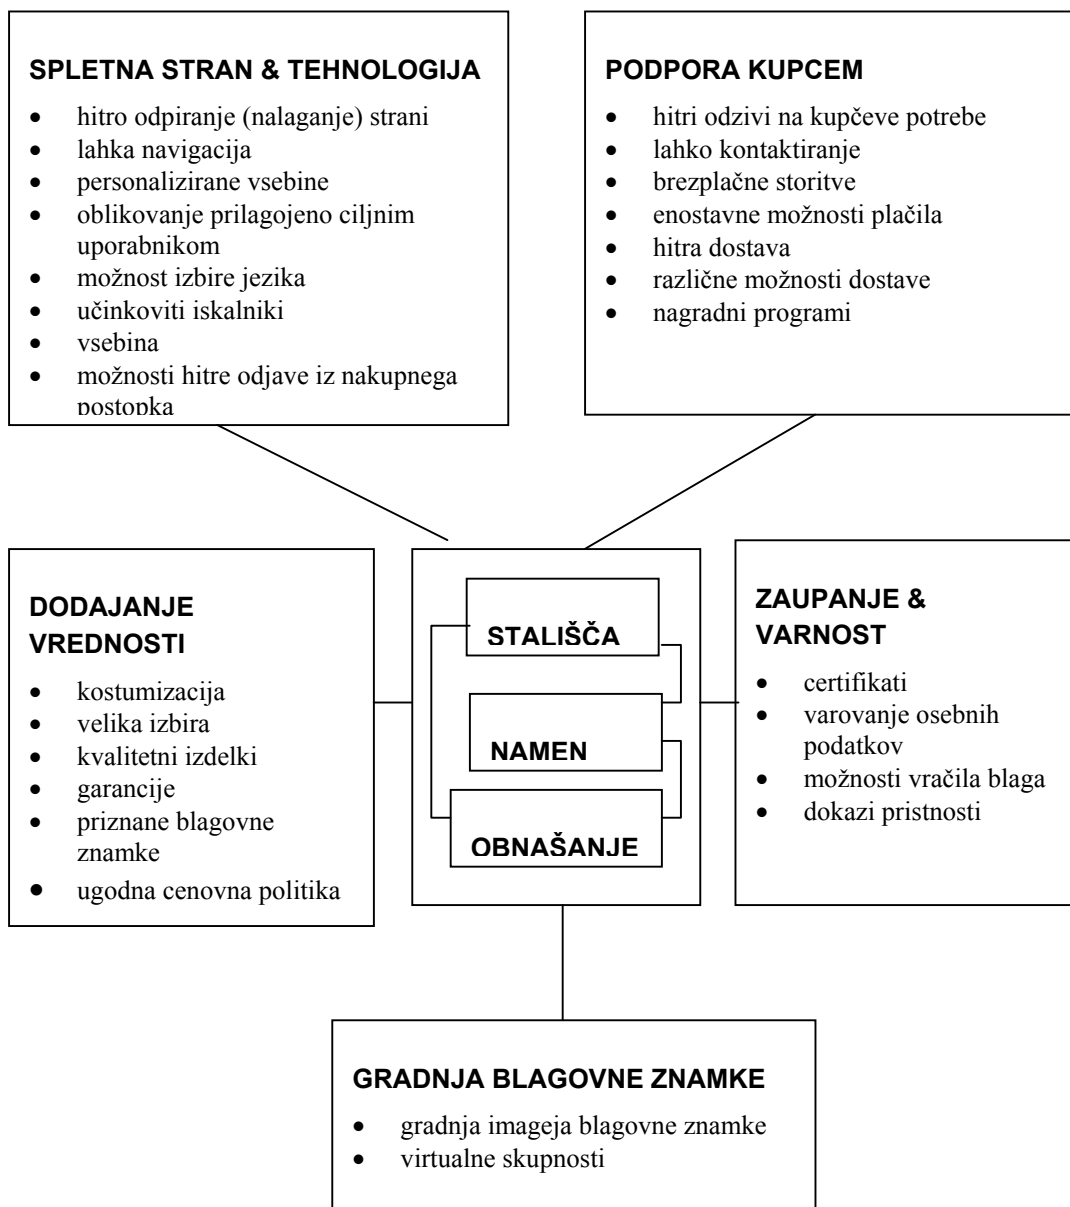 SPLETNA STRAN & TEHNOLOGIJA
• hitro odpiranje (nalaganje) strani
• lahka navigacija
• personalizirane vsebine
• oblikovanje prilagojeno ciljnim
uporabnikom
• možnost izbire jezika
• učinkoviti iskalniki
• vsebina
• možnosti hitre odjave iz nakupnega
postopka
PODPORA KUPCEM
• hitri odzivi na kupčeve potrebe
• lahko kontaktiranje
• brezplačne storitve
• enostavne možnosti plačila
• hitra dostava
• različne možnosti dostave
• nagradni programi
DODAJANJE
VREDNOSTI
• kostumizacija
• velika izbira
• kvalitetni izdelki
• garancije
• priznane blagovne
znamke
• ugodna cenovna politika
STALIŠČA
NAMEN
OBNAŠANJE
ZAUPANJE &
VARNOST
• certifikati
• varovanje osebnih
podatkov
• možnosti vračila blaga
• dokazi pristnosti
GRADNJA BLAGOVNE ZNAMKE
• gradnja imageja blagovne znamke
• virtualne skupnosti